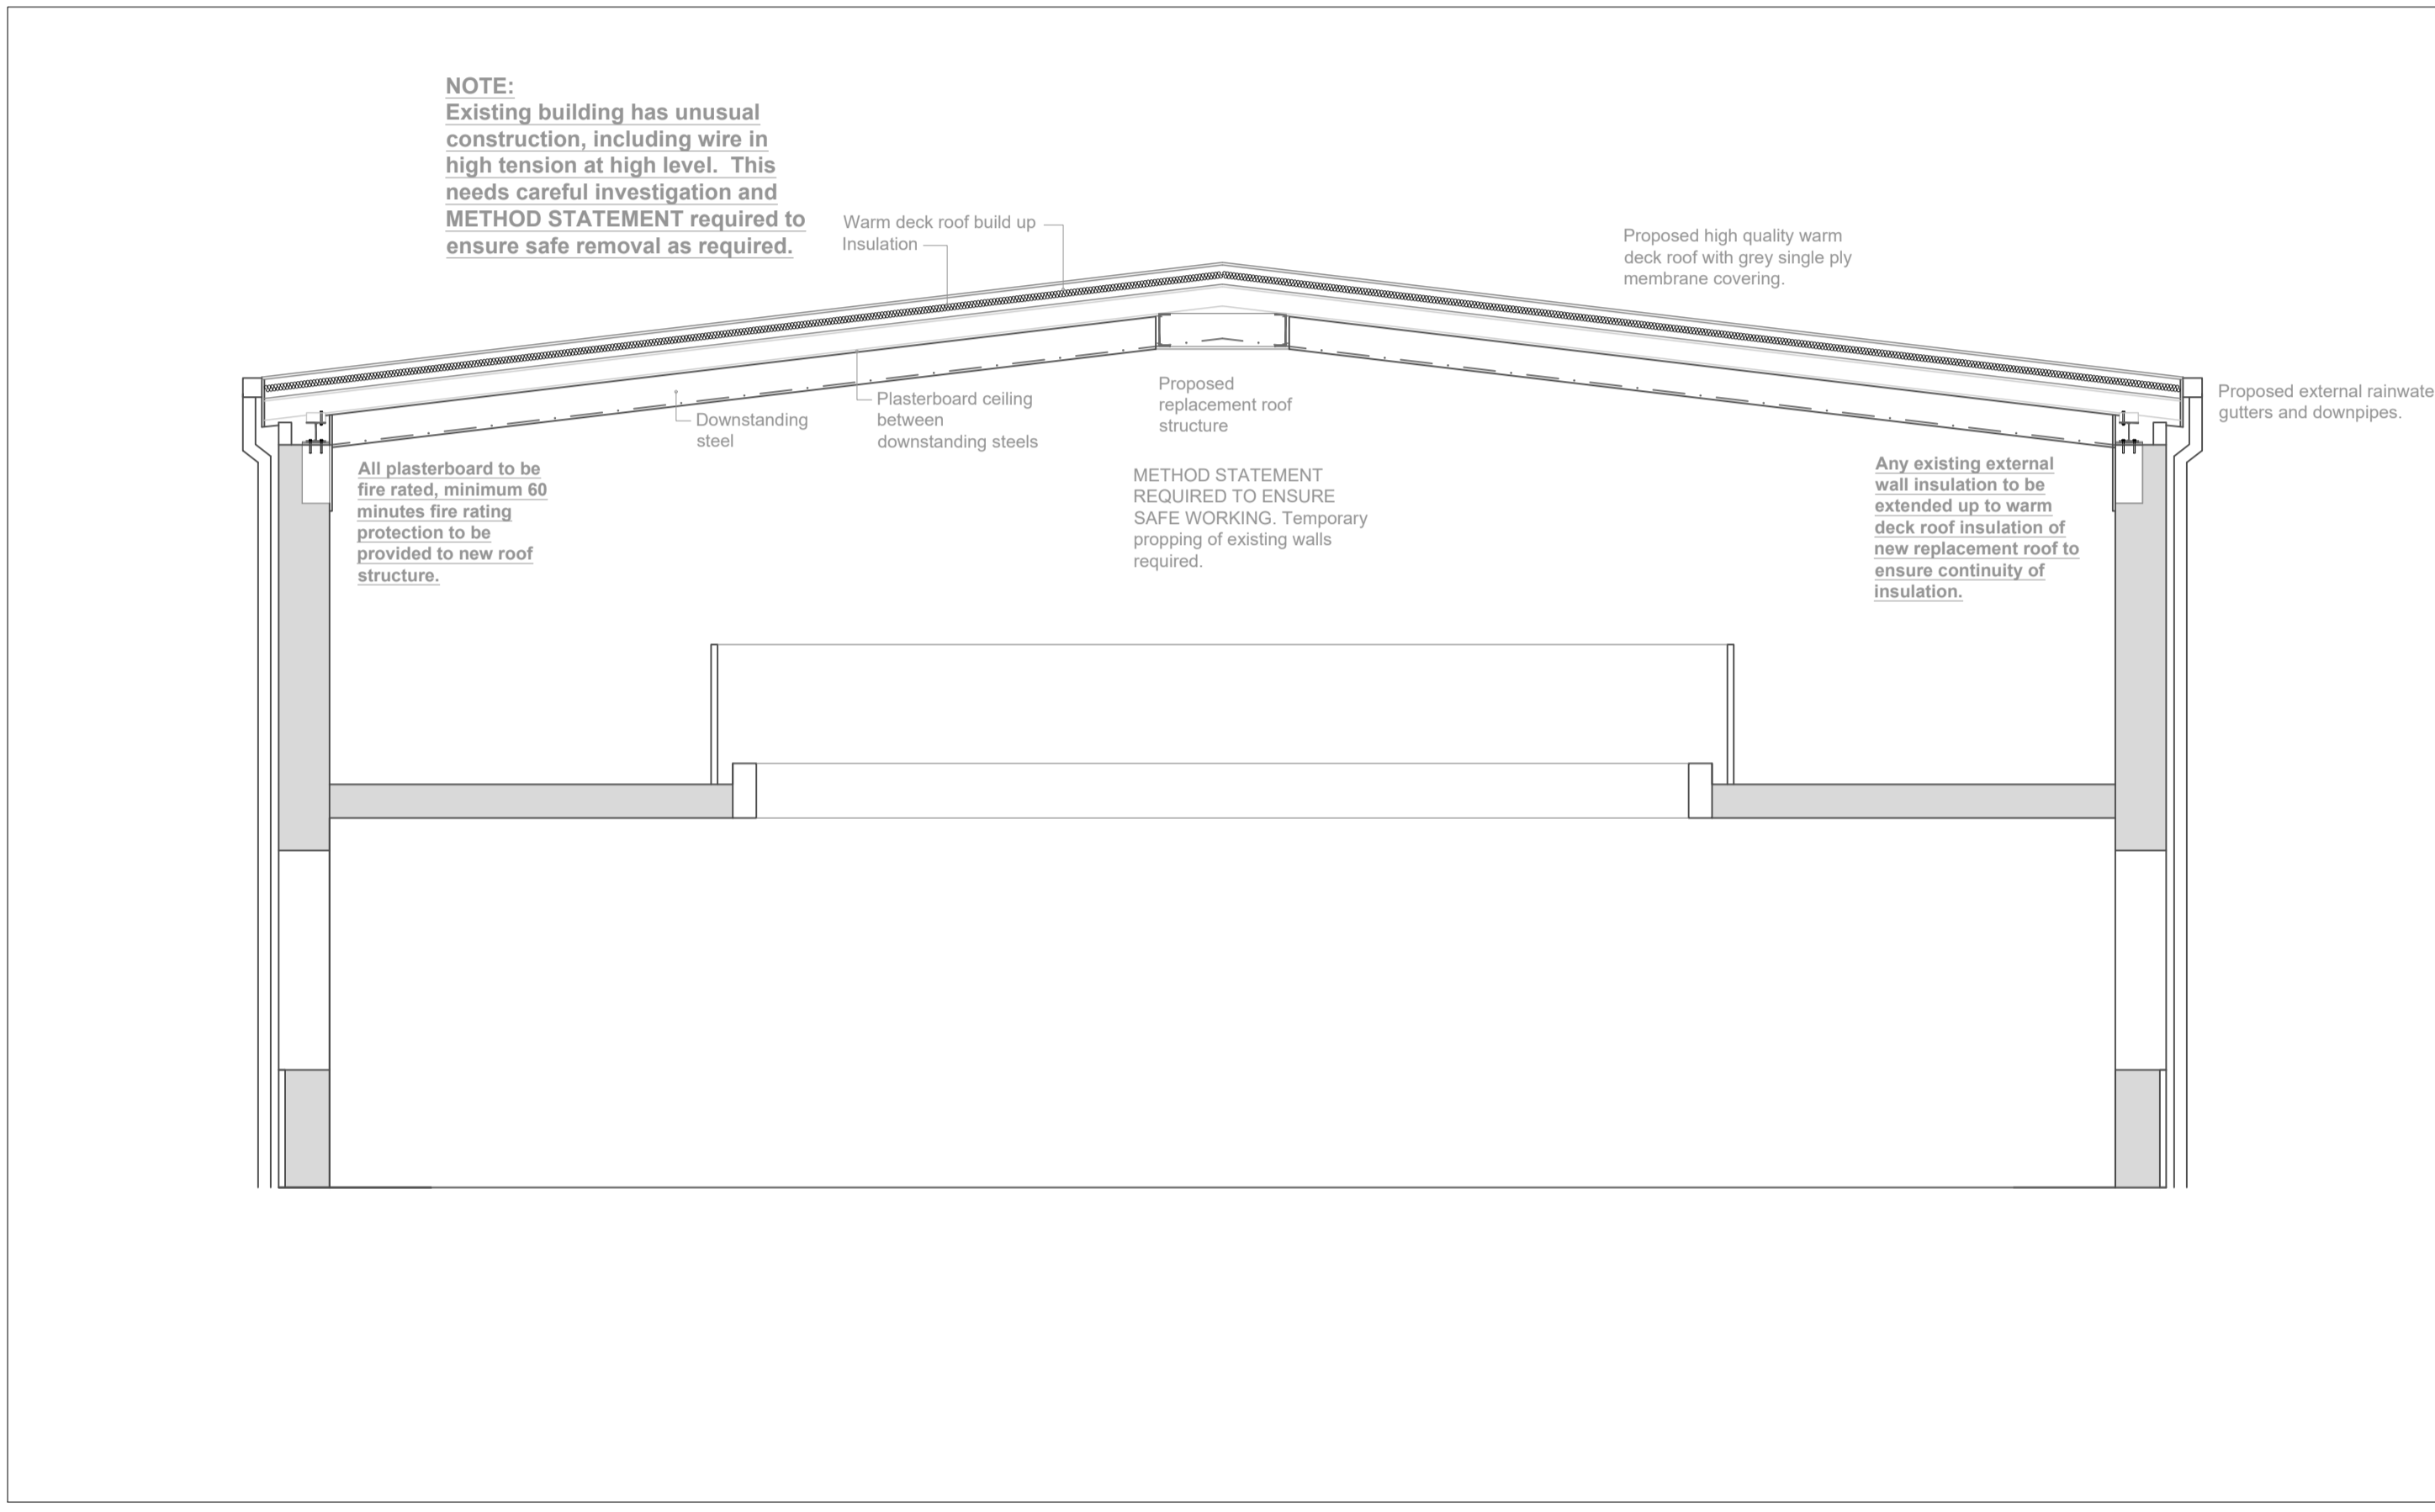 NOTE:
Existing building has unusual
construction, including wire in
high tension at high level. This
needs careful investigation and
METHOD STATEMENT required to
ensure safe removal as required.
Warm deck roof build up
Insulation
Proposed high quality warm
deck roof with grey single ply
membrane covering.
Proposed external rainwate
gutters and downpipes.
Downstanding
steel
Plasterboard ceiling
between
downstanding steels
Proposed
replacement roof
structure
All plasterboard to be
fire rated, minimum 60
minutes fire rating
protection to be
provided to new roof
structure.
METHOD STATEMENT
REQUIRED TO ENSURE
SAFE WORKING. Temporary
propping of existing walls
required.
Any existing external
wall insulation to be
extended up to warm
deck roof insulation of
new replacement roof to
ensure continuity of
insulation.